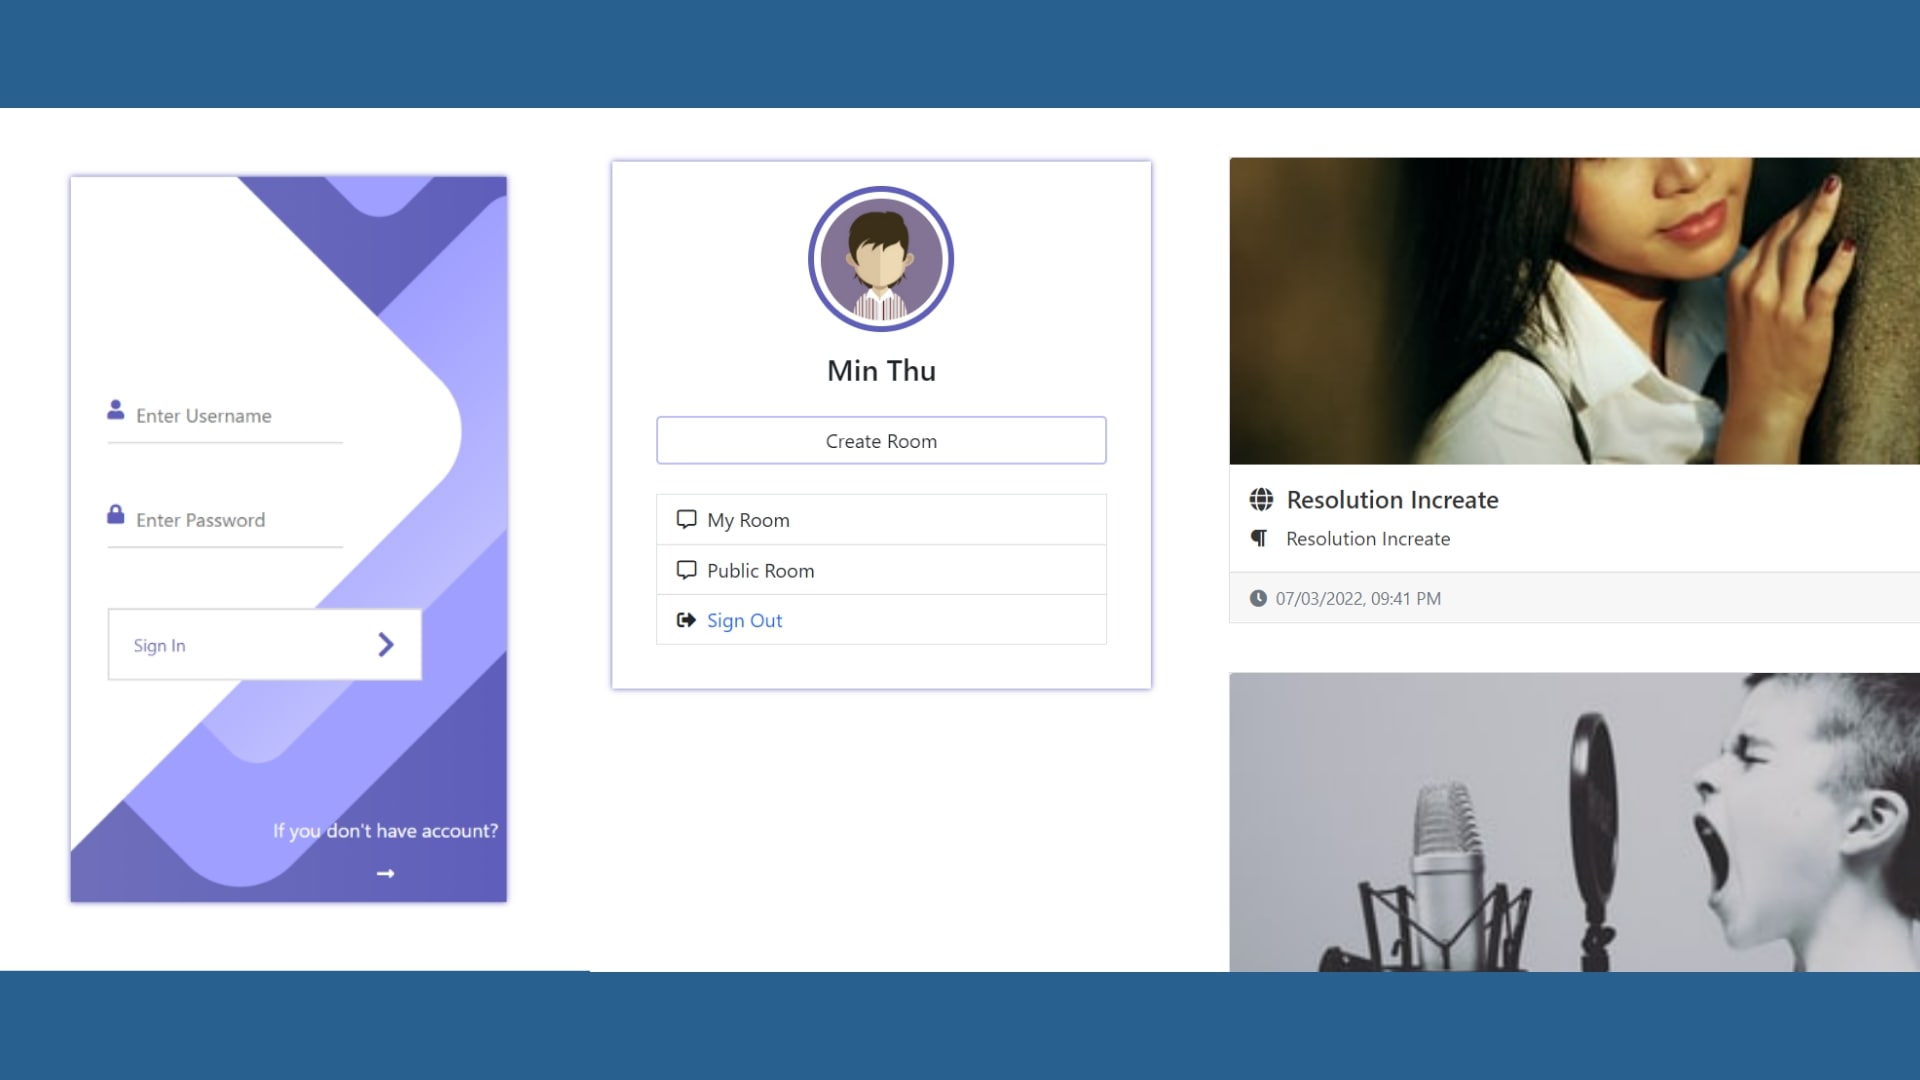 Enter Username
Enter Password
Sign In
If you don't have account?
Min Thu
Create Room
My Room
Public Room
Sign Out
Resolution Increate
Resolution Increate
07/03/2022, 09:41 PM